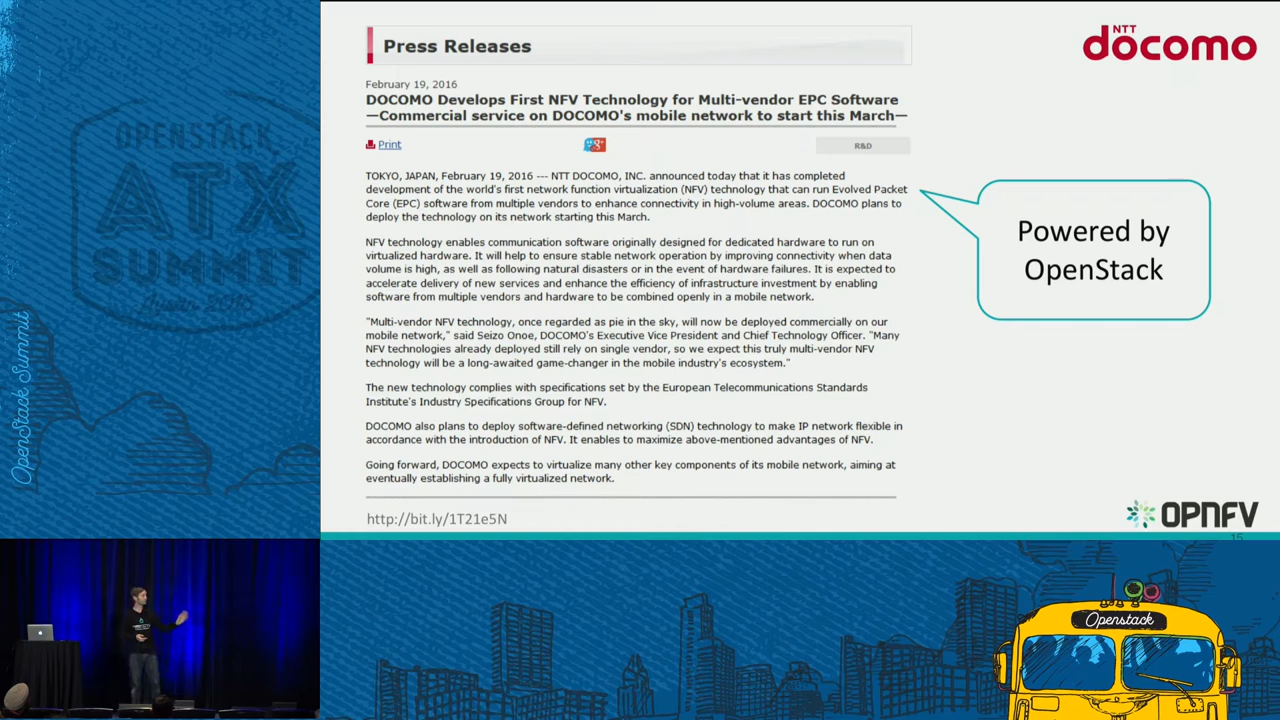 OPENSTACK
ATX
SUMMIT
Austin 2016
OpenStack Summit
Press Releases
NTT
docomo
February 19, 2016
DOCOMO Develops First NFV Technology for Multi-vendor EPC Software
—Commercial service on DOCOMO's mobile network to start this March—
Print
g+
R&D
TOKYO, JAPAN, February 19, 2016 --- NTT DOCOMO, INC. announced today that it has completed
development of the world's first network function virtualization (NFV) technology that can run Evolved Packet
Core (EPC) software from multiple vendors to enhance connectivity in high-volume areas. DOCOMO plans to
deploy the technology on its network starting this March.
NFV technology enables communication software originally designed for dedicated hardware to run on
virtualized hardware. It will help to ensure stable network operation by improving connectivity when data
volume is high, as well as following natural disasters or in the event of hardware failures. It is expected to
accelerate delivery of new services and enhance the efficiency of infrastructure investment by enabling
software from multiple vendors and hardware to be combined openly in a mobile network.
"Multi-vendor NFV technology, once regarded as pie in the sky, will now be deployed commercially on our
mobile network," said Seizo Onoe, DOCOMO's Executive Vice President and Chief Technology Officer. "Many
NFV technologies already deployed still rely on single vendor, so we expect this truly multi-vendor NFV
technology will be a long-awaited game-changer in the mobile industry's ecosystem."
The new technology complies with specifications set by the European Telecommunications Standards
Institute's Industry Specifications Group for NFV.
DOCOMO also plans to deploy software-defined networking (SDN) technology to make IP network flexible in
accordance with the introduction of NFV. It enables to maximize above-mentioned advantages of NFV.
Going forward, DOCOMO expects to virtualize many other key components of its mobile network, aiming at
eventually establishing a fully virtualized network.
Powered by
OpenStack
http://bit.ly/1T21e5N
OPNFV
15
Openstack